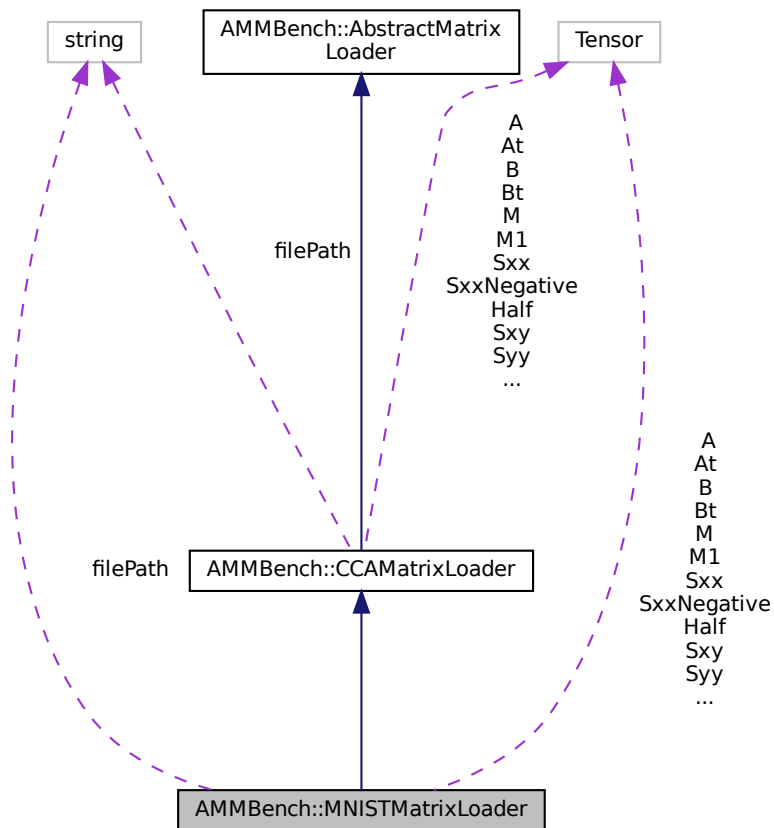 string
AMMBench::AbstractMatrix
Loader
Tensor
A
At
B
Bt
M
M1
Sxx
SxxNegative
Half
Sxy
Syy
...
filePath
A
At
B
Bt
M
M1
Sxx
SxxNegative
Half
Sxy
Syy
...
filePath
AMMBench::CCAMatrixLoader
AMMBench::MNISTMatrixLoader